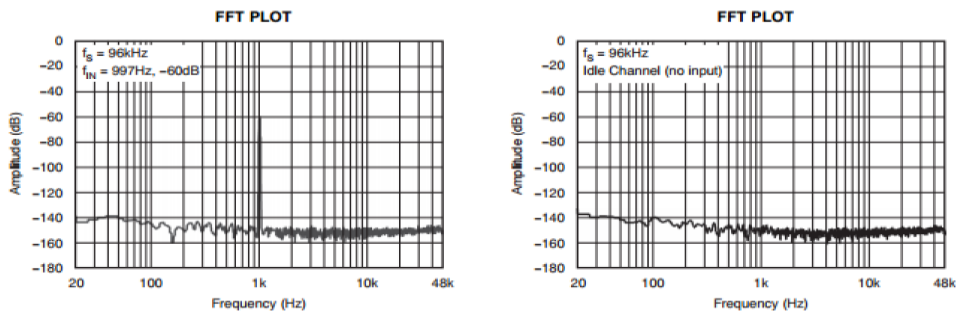 FFT PLOT
0
−20
−40
−60
−80
−100
−120
−140
−160
−180
Amplitude (dB)
fS = 96kHz
fIN = 997Hz, −60dB
20
100
1k
10k
48k
Frequency (Hz)
FFT PLOT
0
−20
−40
−60
−80
−100
−120
−140
−160
−180
Amplitude (dB)
fS = 96kHz
Idle Channel (no input)
20
100
1k
10k
48k
Frequency (Hz)